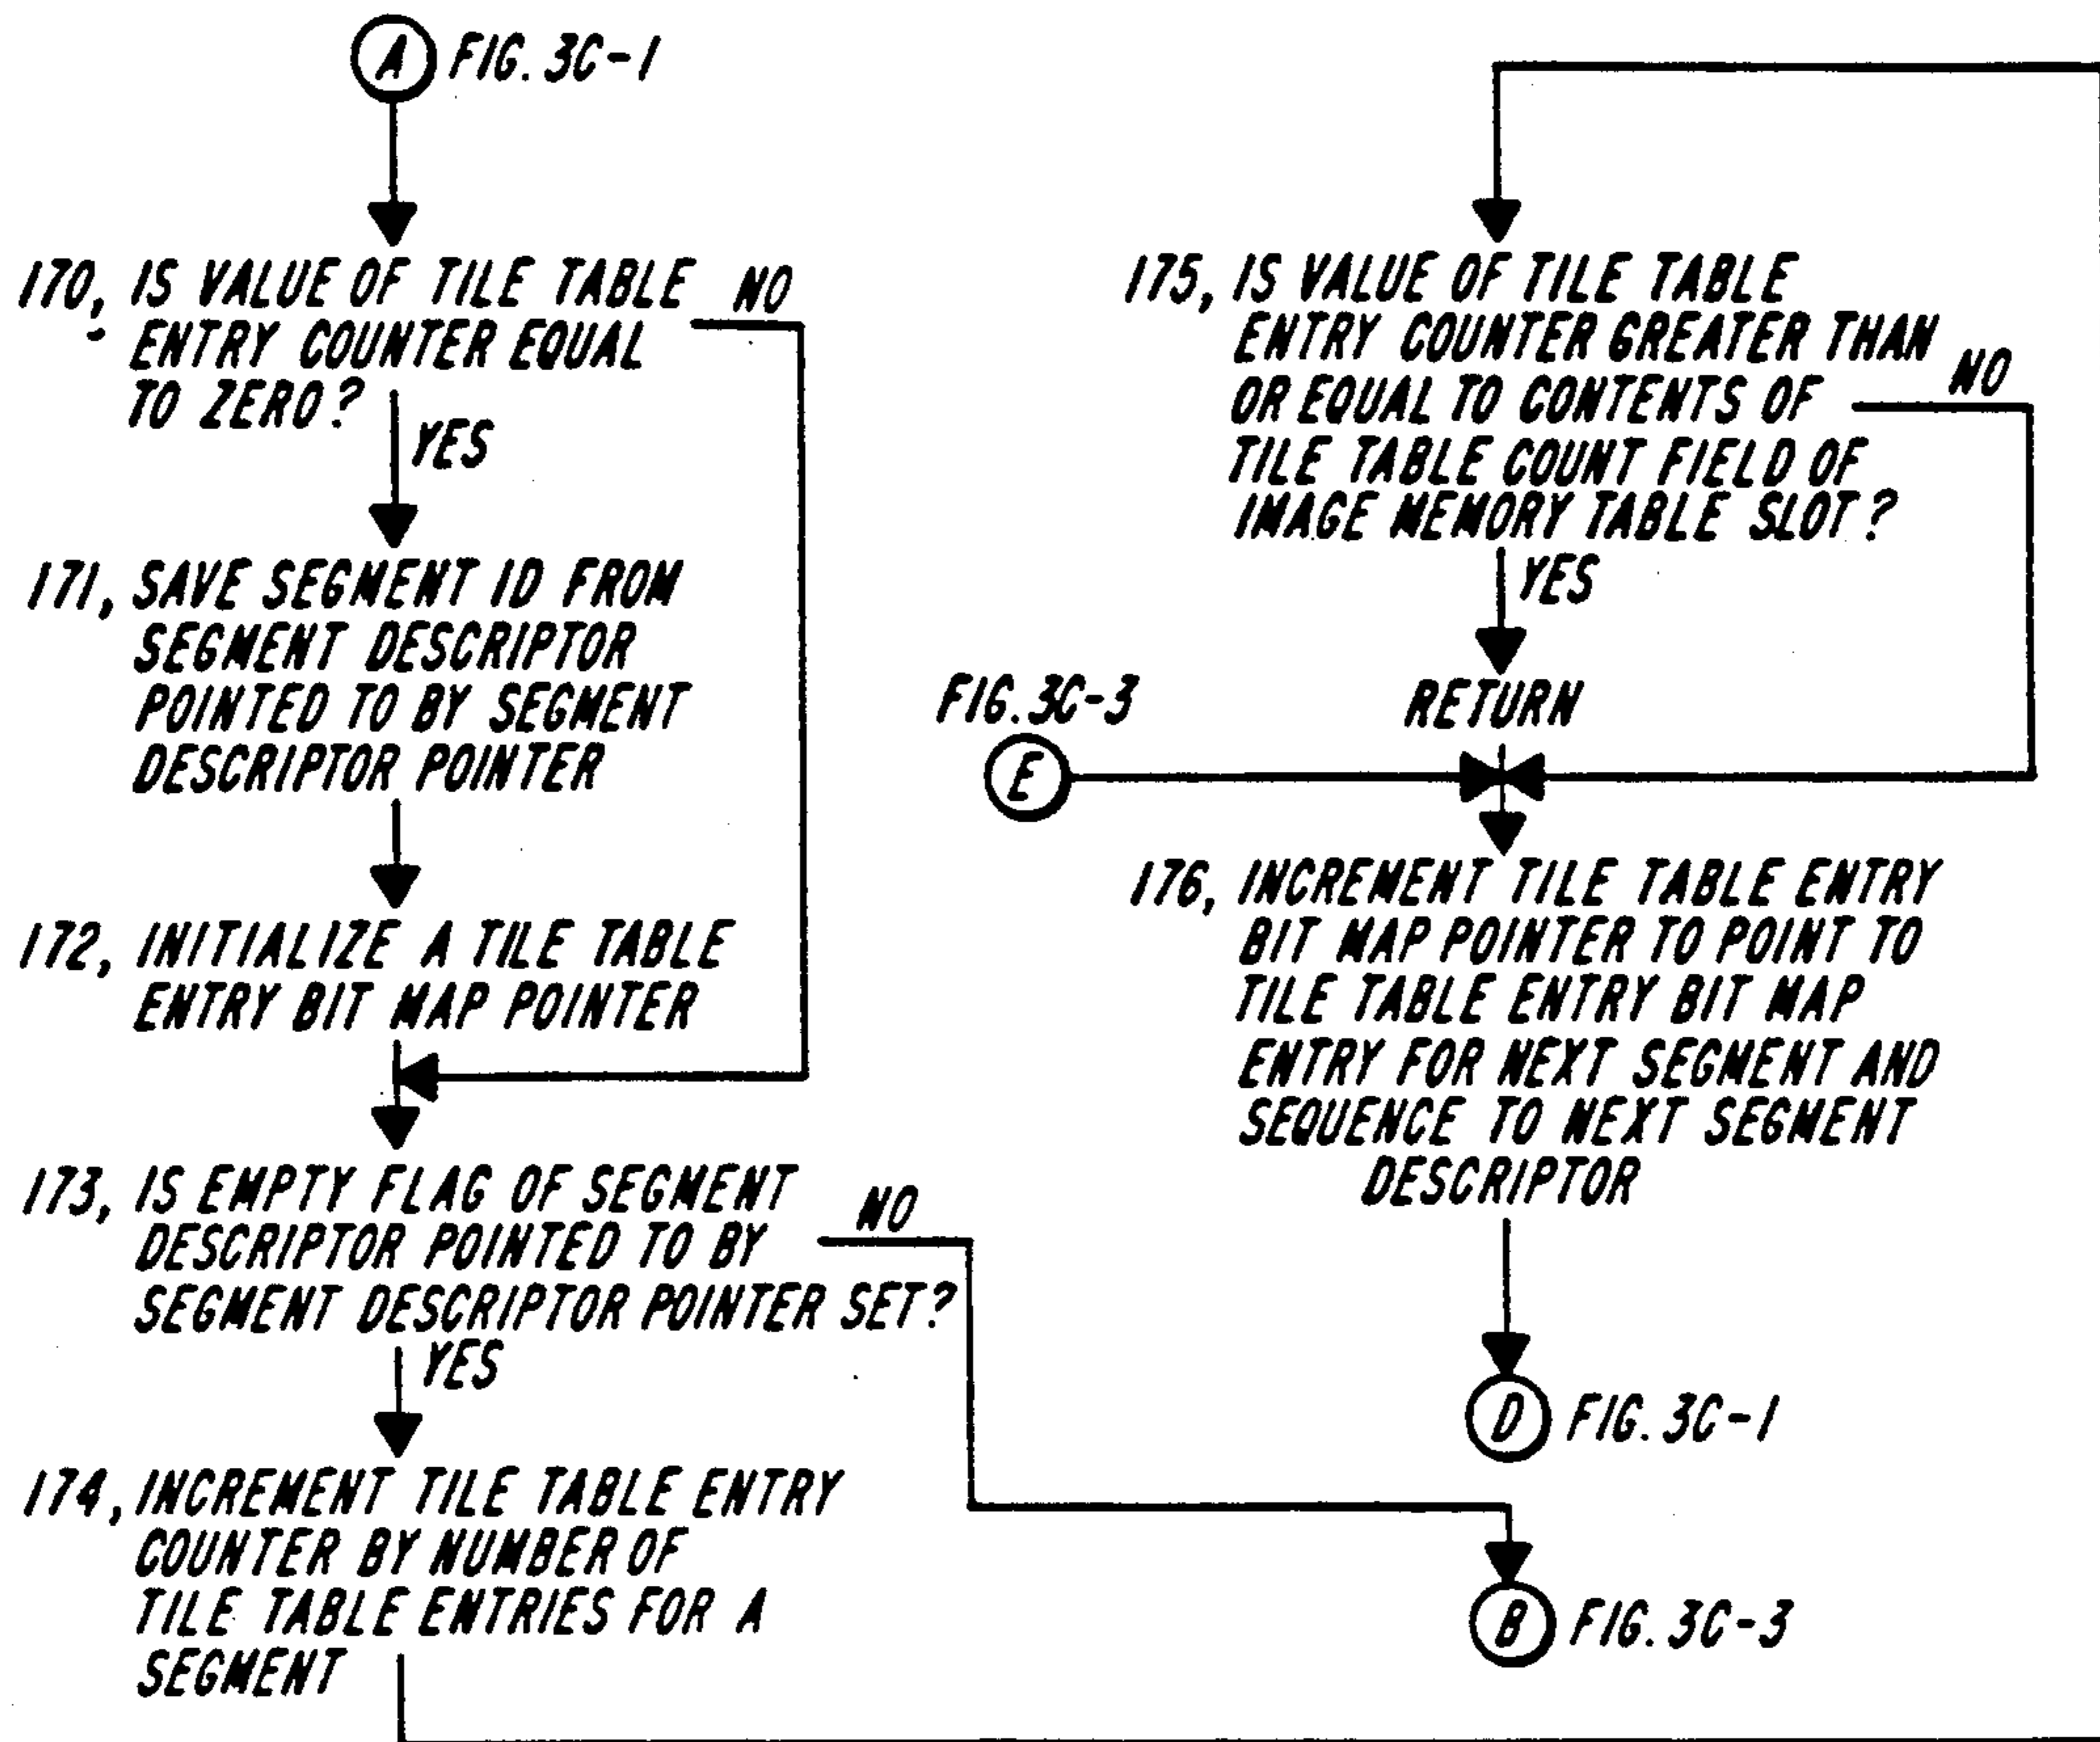 A FIG. 3C-1
170, IS VALUE OF TILE TABLE
ENTRY COUNTER EQUAL
TO ZERO?
NO
YES
171, SAVE SEGMENT ID FROM
SEGMENT DESCRIPTOR
POINTED TO BY SEGMENT
DESCRIPTOR POINTER
172, INITIALIZE A TILE TABLE
ENTRY BIT MAP POINTER
173, IS EMPTY FLAG OF SEGMENT
DESCRIPTOR POINTED TO BY
SEGMENT DESCRIPTOR POINTER SET?
NO
YES
174, INCREMENT TILE TABLE ENTRY
COUNTER BY NUMBER OF
TILE TABLE ENTRIES FOR A
SEGMENT
175, IS VALUE OF TILE TABLE
ENTRY COUNTER GREATER THAN
OR EQUAL TO CONTENTS OF
TILE TABLE COUNT FIELD OF
IMAGE MEMORY TABLE SLOT?
NO
YES
RETURN
FIG. 3C-3
E
176, INCREMENT TILE TABLE ENTRY
BIT MAP POINTER TO POINT TO
TILE TABLE ENTRY BIT MAP
ENTRY FOR NEXT SEGMENT AND
SEQUENCE TO NEXT SEGMENT
DESCRIPTOR
D FIG. 3C-1
B FIG. 3C-3